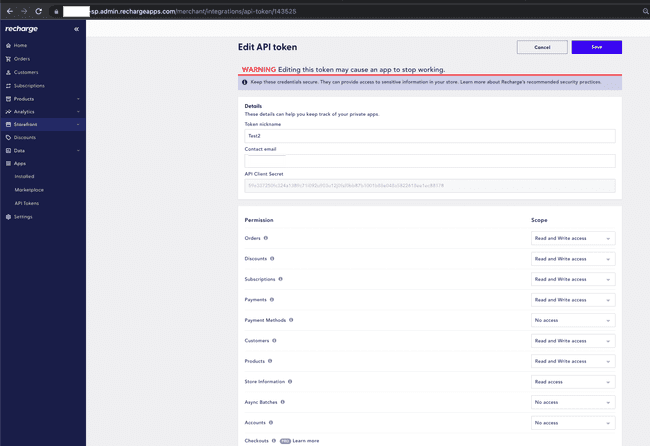 sp.admin.rechargeapps.com/merchant/integrations/api-token/143525
recharge
Home
Orders
Customers
Subscriptions
Products
Analytics
Storefront
Discounts
Data
Apps
Installed
Marketplace
API Tokens
Settings
Edit API token
Cancel
Save
WARNING Editing this token may cause an app to stop working.
Keep those credentials secure. They can provide access to sensitive information in your store. Learn more about Recharge's recommended security practices.
Details
These details can help you keep track of your private apps.
Token nickname
Test2
Contact email
API Client Secret
Permission Scope
Orders Read and Write access
Discounts Read and Write access
Subscriptions Read and Write access
Payments Read and Write access
Payment Methods No access
Customers Read and Write access
Products Read and Write access
Store Information Read access
Async Batches No access
Accounts No access
Checkouts PRO Learn more